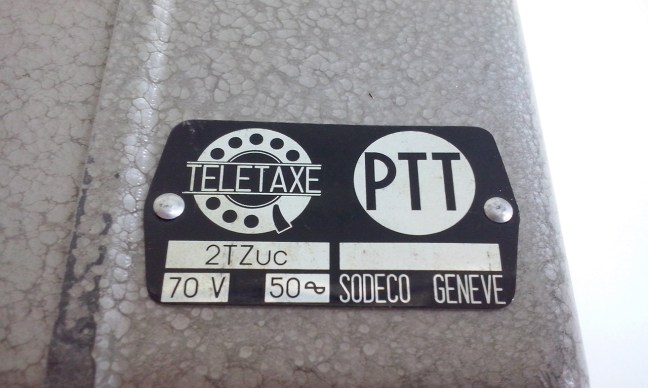 TELETAXE
PTT
2TZuc
70 V 50~
SODECO GENEVE